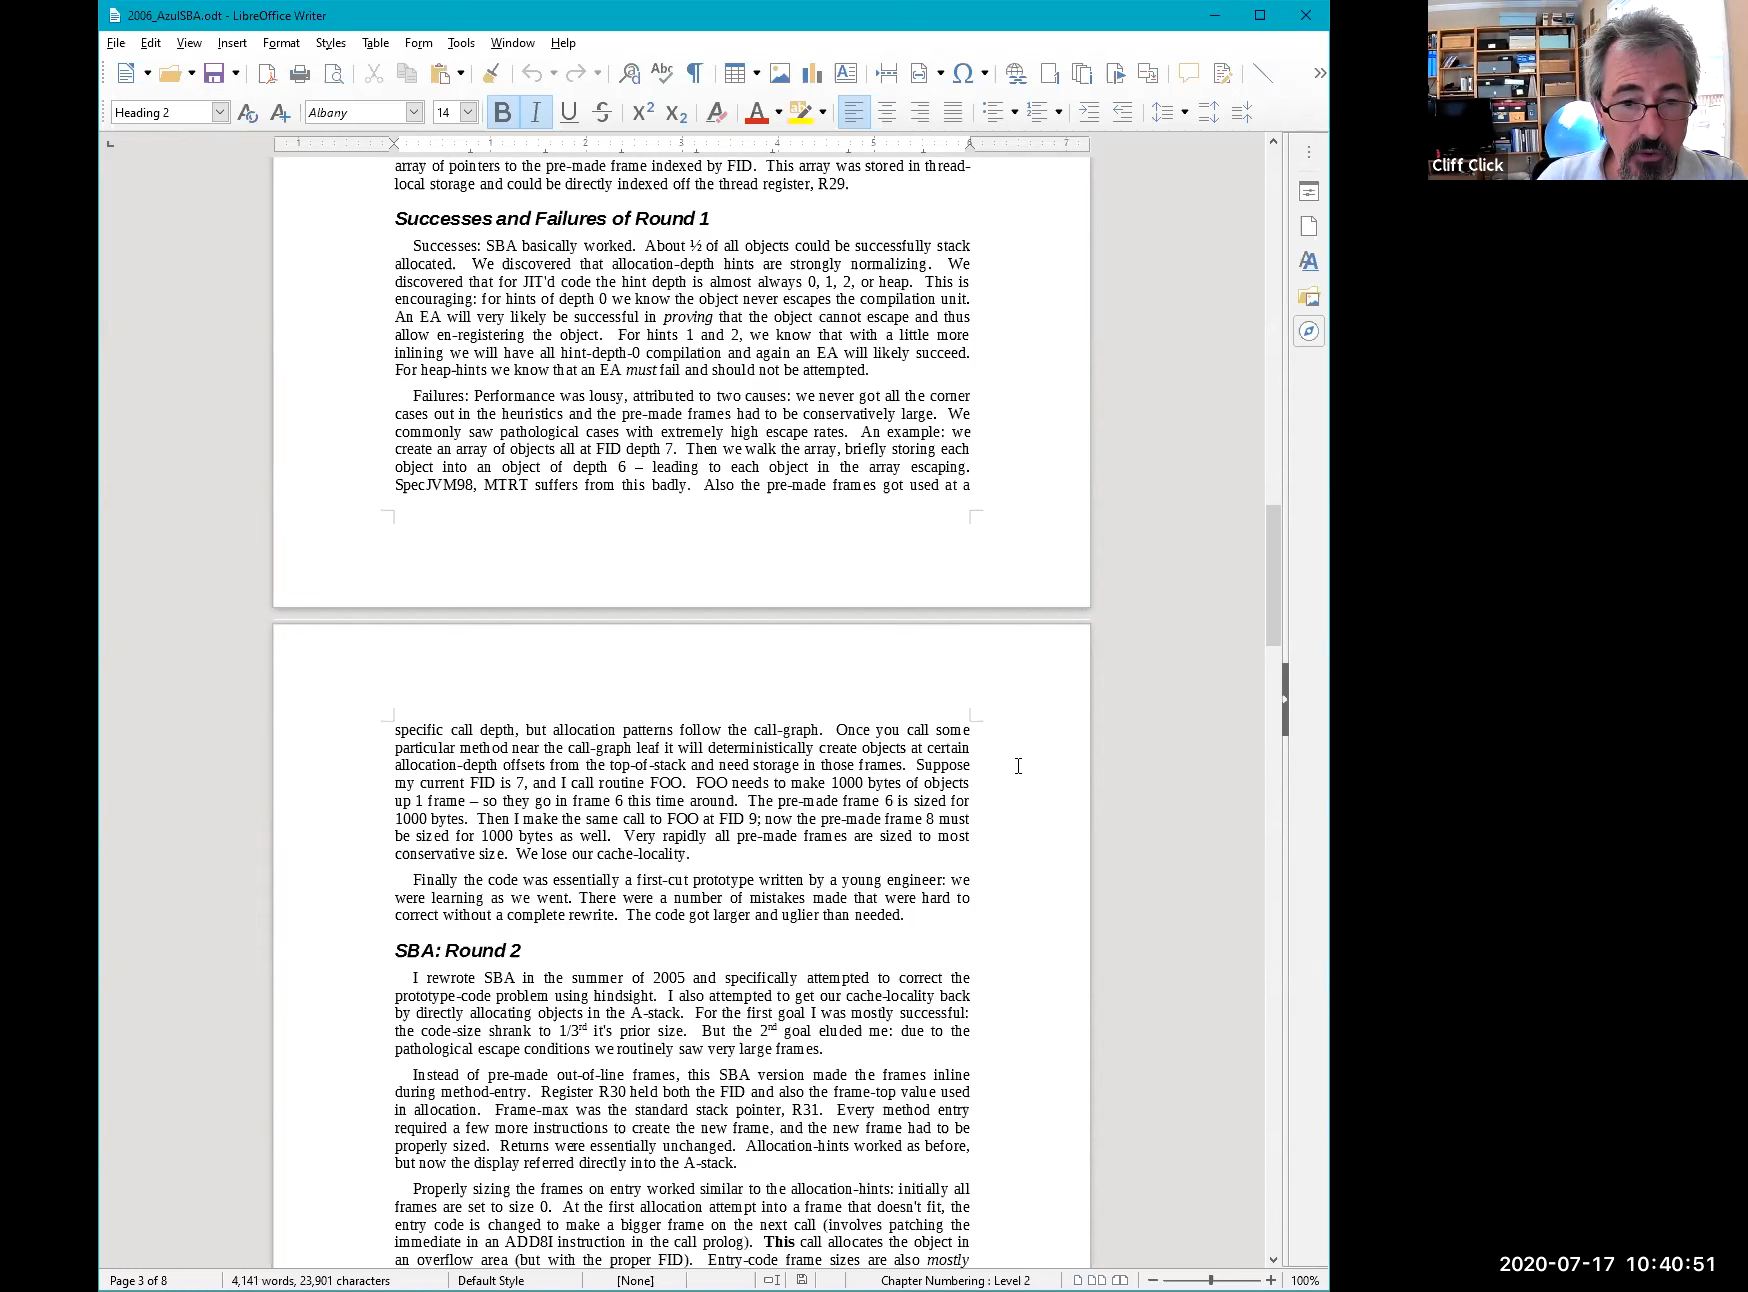 2006_AzulSBA.odt - LibreOffice Writer
File Edit View Insert Format Styles Table Form Tools Window Help
Heading 2 Albany 14
1 1 2 3 4 5 6 7
array of pointers to the pre-made frame indexed by FID. This array was stored in thread-
local storage and could be directly indexed off the thread register, R29.
Successes and Failures of Round 1
Successes: SBA basically worked. About ½ of all objects could be successfully stack
allocated. We discovered that allocation-depth hints are strongly normalizing. We
discovered that for JIT'd code the hint depth is almost always 0, 1, 2, or heap. This is
encouraging: for hints of depth 0 we know the object never escapes the compilation unit.
An EA will very likely be successful in proving that the object cannot escape and thus
allow en-registering the object. For hints 1 and 2, we know that with a little more
inlining we will have all hint-depth-0 compilation and again an EA will likely succeed.
For heap-hints we know that an EA must fail and should not be attempted.
Failures: Performance was lousy, attributed to two causes: we never got all the corner
cases out in the heuristics and the pre-made frames had to be conservatively large. We
commonly saw pathological cases with extremely high escape rates. An example: we
create an array of objects all at FID depth 7. Then we walk the array, briefly storing each
object into an object of depth 6 – leading to each object in the array escaping.
SpecJVM98, MTRT suffers from this badly. Also the pre-made frames got used at a
specific call depth, but allocation patterns follow the call-graph. Once you call some
particular method near the call-graph leaf it will deterministically create objects at certain
allocation-depth offsets from the top-of-stack and need storage in those frames. Suppose
my current FID is 7, and I call routine FOO. FOO needs to make 1000 bytes of objects
up 1 frame – so they go in frame 6 this time around. The pre-made frame 6 is sized for
1000 bytes. Then I make the same call to FOO at FID 9; now the pre-made frame 8 must
be sized for 1000 bytes as well. Very rapidly all pre-made frames are sized to most
conservative size. We lose our cache-locality.
Finally the code was essentially a first-cut prototype written by a young engineer: we
were learning as we went. There were a number of mistakes made that were hard to
correct without a complete rewrite. The code got larger and uglier than needed.
SBA: Round 2
I rewrote SBA in the summer of 2005 and specifically attempted to correct the
prototype-code problem using hindsight. I also attempted to get our cache-locality back
by directly allocating objects in the A-stack. For the first goal I was mostly successful:
the code-size shrank to 1/3rd it's prior size. But the 2nd goal eluded me: due to the
pathological escape conditions we routinely saw very large frames.
Instead of pre-made out-of-line frames, this SBA version made the frames inline
during method-entry. Register R30 held both the FID and also the frame-top value used
in allocation. Frame-max was the standard stack pointer, R31. Every method entry
required a few more instructions to create the new frame, and the new frame had to be
properly sized. Returns were essentially unchanged. Allocation-hints worked as before,
but now the display referred directly into the A-stack.
Properly sizing the frames on entry worked similar to the allocation-hints: initially all
frames are set to size 0. At the first allocation attempt into a frame that doesn't fit, the
entry code is changed to make a bigger frame on the next call (involves patching the
immediate in an ADD8I instruction in the call prolog). This call allocates the object in
an overflow area (but with the proper FID). Entry-code frame sizes are also mostly
Page 3 of 8 4,141 words, 23,901 characters Default Style [None] Chapter Numbering : Level 2 100%
Cliff Click
2020-07-17 10:40:51